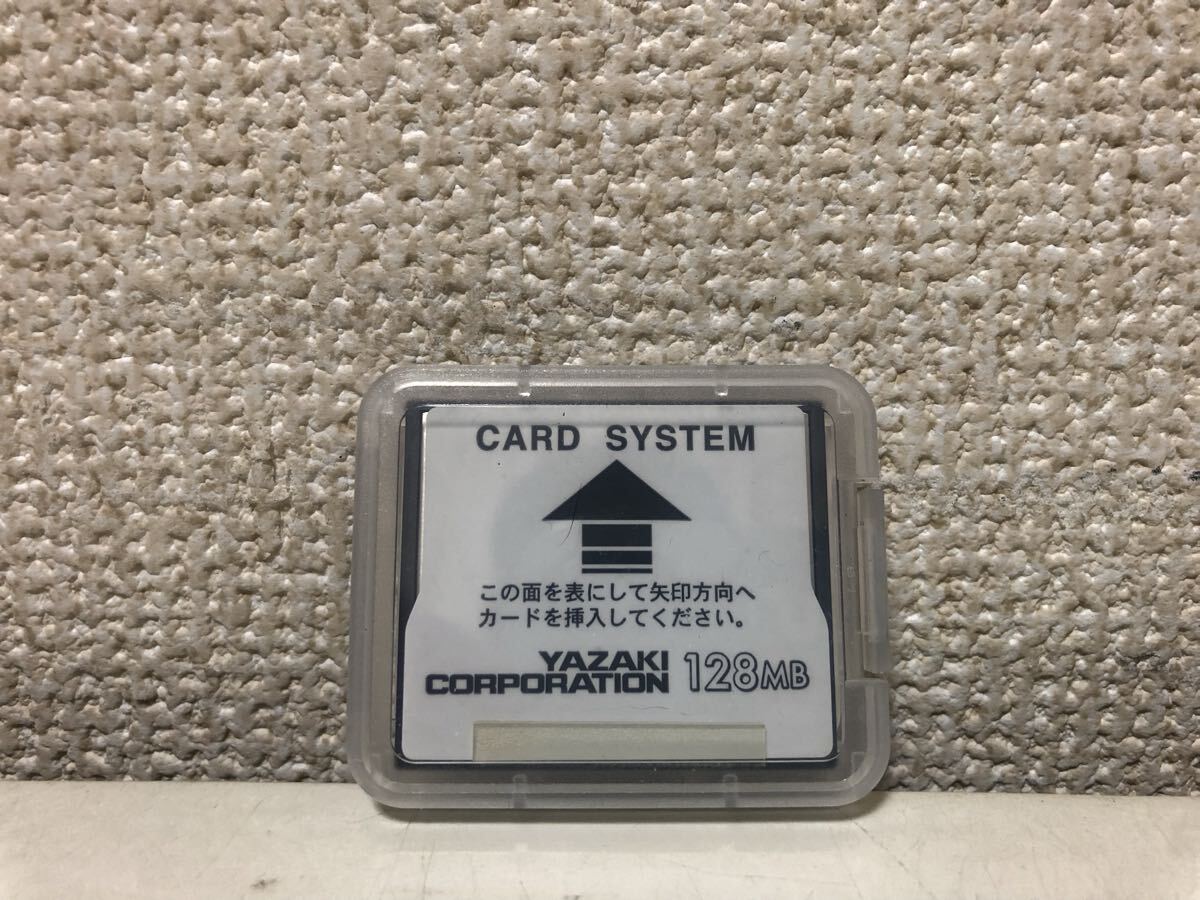 CARD SYSTEM
この面を表にして矢印方向へ
カードを挿入してください。
YAZAKI
CORPORATION 128MB